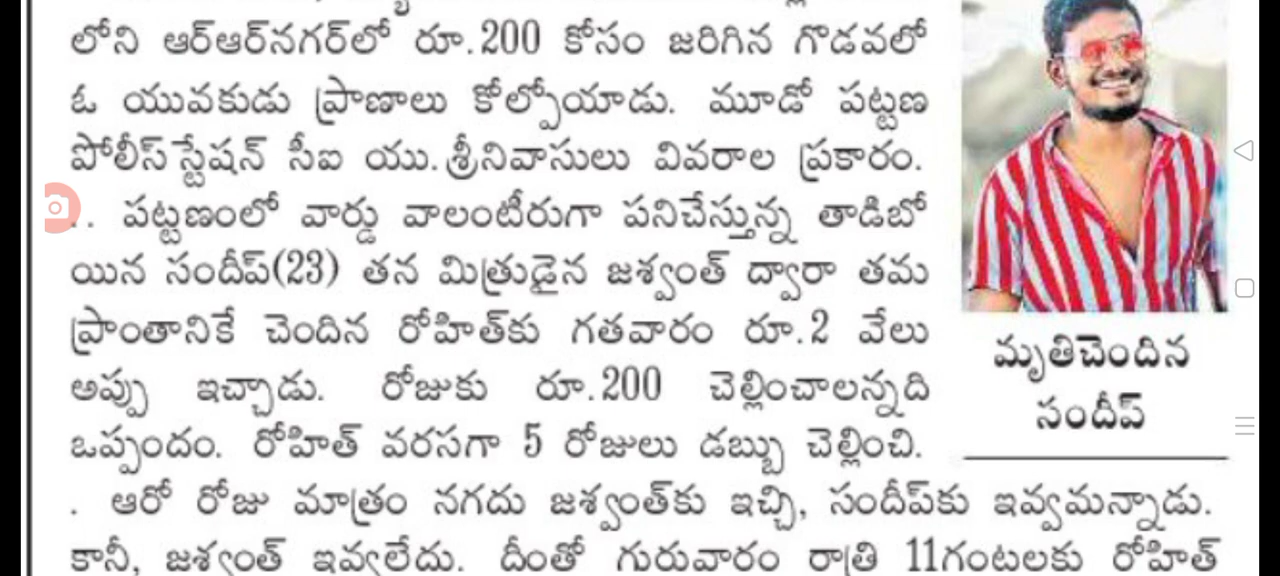 లోని ఆర్ఆర్‌నగర్‌లో రూ.200 కోసం జరిగిన గొడవలో
ఓ యువకుడు ప్రాణాలు కోల్పోయాడు. మూడో పట్టణ
పోలీస్‌స్టేషన్ సీఐ యు.శ్రీనివాసులు వివరాల ప్రకారం.
.. పట్టణంలో వార్డు వాలంటీరుగా పనిచేస్తున్న తాడిబో
యిన సందీప్(23) తన మిత్రుడైన జశ్వంత్ ద్వారా తమ
ప్రాంతానికే చెందిన రోహిత్‌కు గతవారం రూ.2 వేలు
అప్పు ఇచ్చాడు. రోజుకు రూ.200 చెల్లించాలన్నది
ఒప్పందం. రోహిత్ వరసగా 5 రోజులు డబ్బు చెల్లించి.
. ఆరో రోజు మాత్రం నగదు జశ్వంత్‌కు ఇచ్చి, సందీప్‌కు ఇవ్వమన్నాడు.
కానీ, జశ్వంత్ ఇవ్వలేదు. దీంతో గురువారం రాత్రి 11గంటలకు రోహిత్
మృతిచెందిన
సందీప్